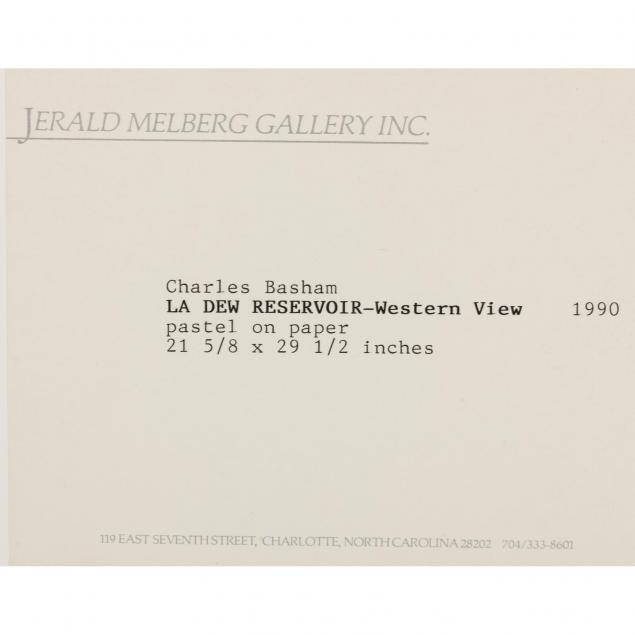 JERALD MELBERG GALLERY INC.
Charles Basham
LA DEW RESERVOIR–Western View 1990
pastel on paper
21 5/8 x 29 1/2 inches
119 EAST SEVENTH STREET, CHARLOTTE, NORTH CAROLINA 28202 704/333-8601